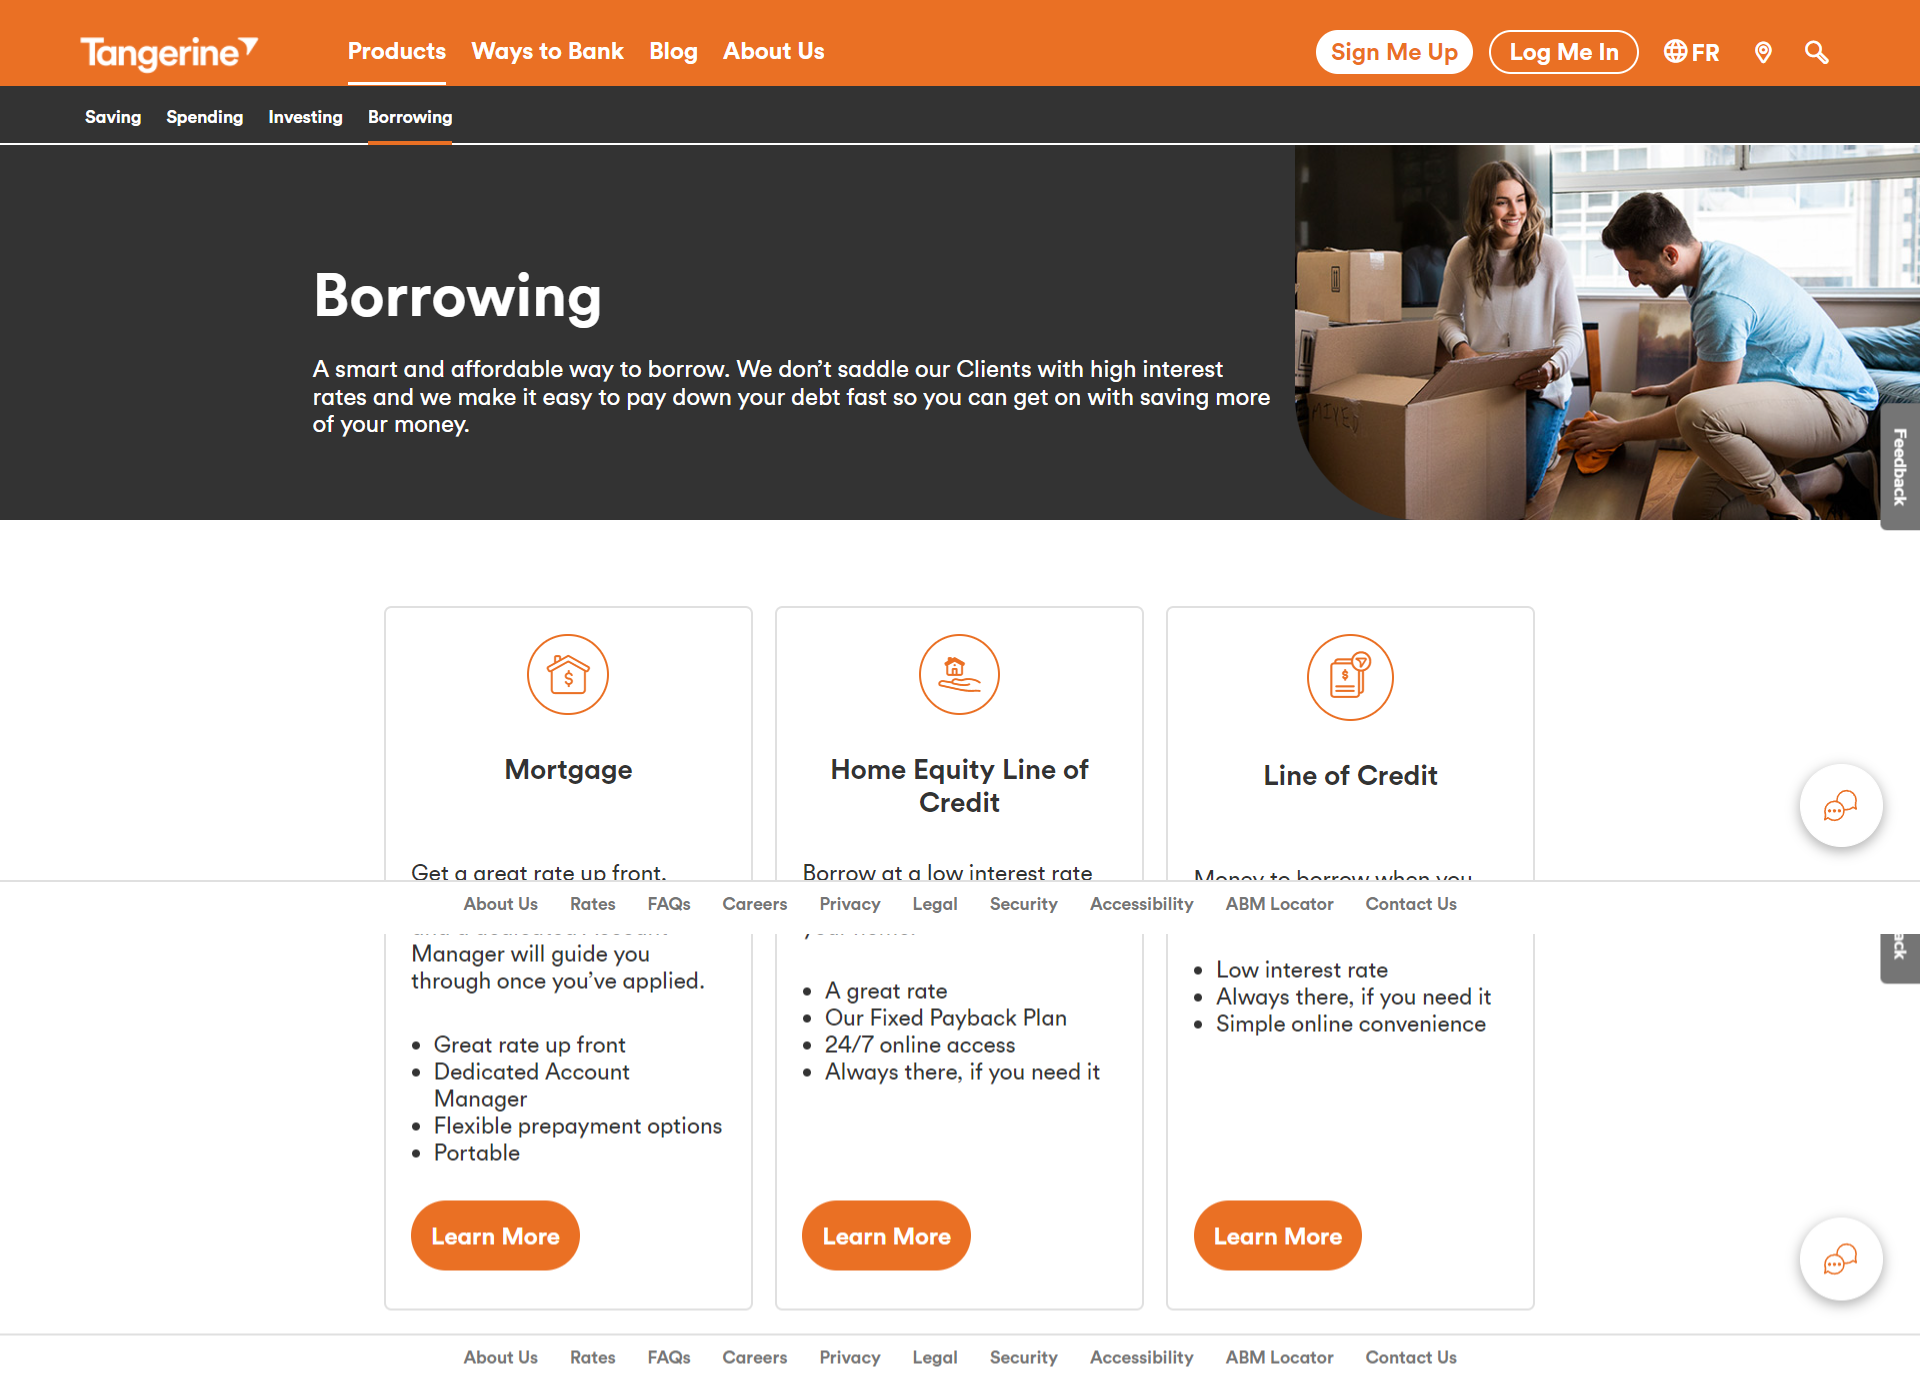 Tangerine
Products
Ways to Bank
Blog
About Us
Sign Me Up
Log Me In
FR
Saving
Spending
Investing
Borrowing
Borrowing
A smart and affordable way to borrow. We don’t saddle our Clients with high interest
rates and we make it easy to pay down your debt fast so you can get on with saving more
of your money.
MIXED
Feedback
Mortgage
Get a great rate up front,
Home Equity Line of
Credit
Borrow at a low interest rate
Line of Credit
Money to borrow when you
About Us
Rates
FAQs
Careers
Privacy
Legal
Security
Accessibility
ABM Locator
Contact Us
and a dedicated Account
Manager will guide you
through once you’ve applied.
• Great rate up front
• Dedicated Account
Manager
• Flexible prepayment options
• Portable
Learn More
your home.
• A great rate
• Our Fixed Payback Plan
• 24/7 online access
• Always there, if you need it
Learn More
• Low interest rate
• Always there, if you need it
• Simple online convenience
Learn More
ack
About Us
Rates
FAQs
Careers
Privacy
Legal
Security
Accessibility
ABM Locator
Contact Us